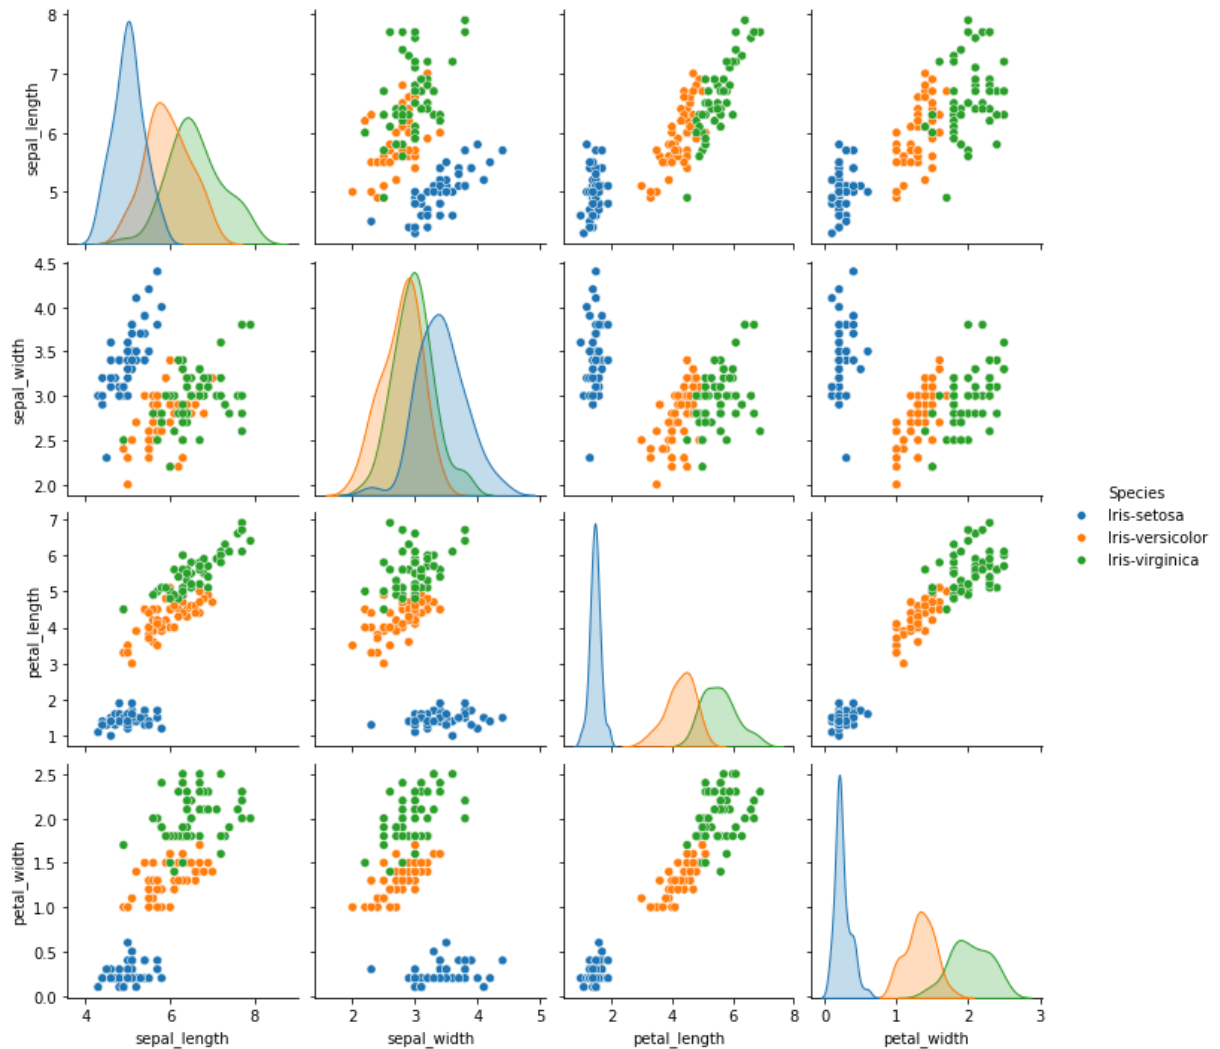 8
7
6
5
sepal_length
4.5
4.0
3.5
3.0
2.5
2.0
sepal_width
2 3 4 5
2 4 6 8
0 1 2 3
Species
Iris-setosa
Iris-versicolor
Iris-virginica
7
6
5
4
3
2
1
petal_length
2.5
2.0
1.5
1.0
0.5
0.0
petal_width
4 6 8
sepal_length
sepal_width
petal_length
petal_width